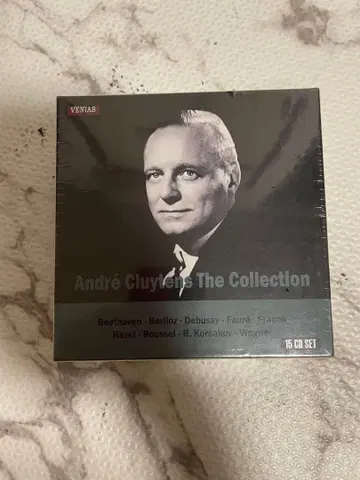 VENIAS
André Cluytens The Collection
Beethoven · Berlioz · Debussy · Fauré · Franck
Ravel · Roussel · R. Korsakov · Wagner
15 CD SET